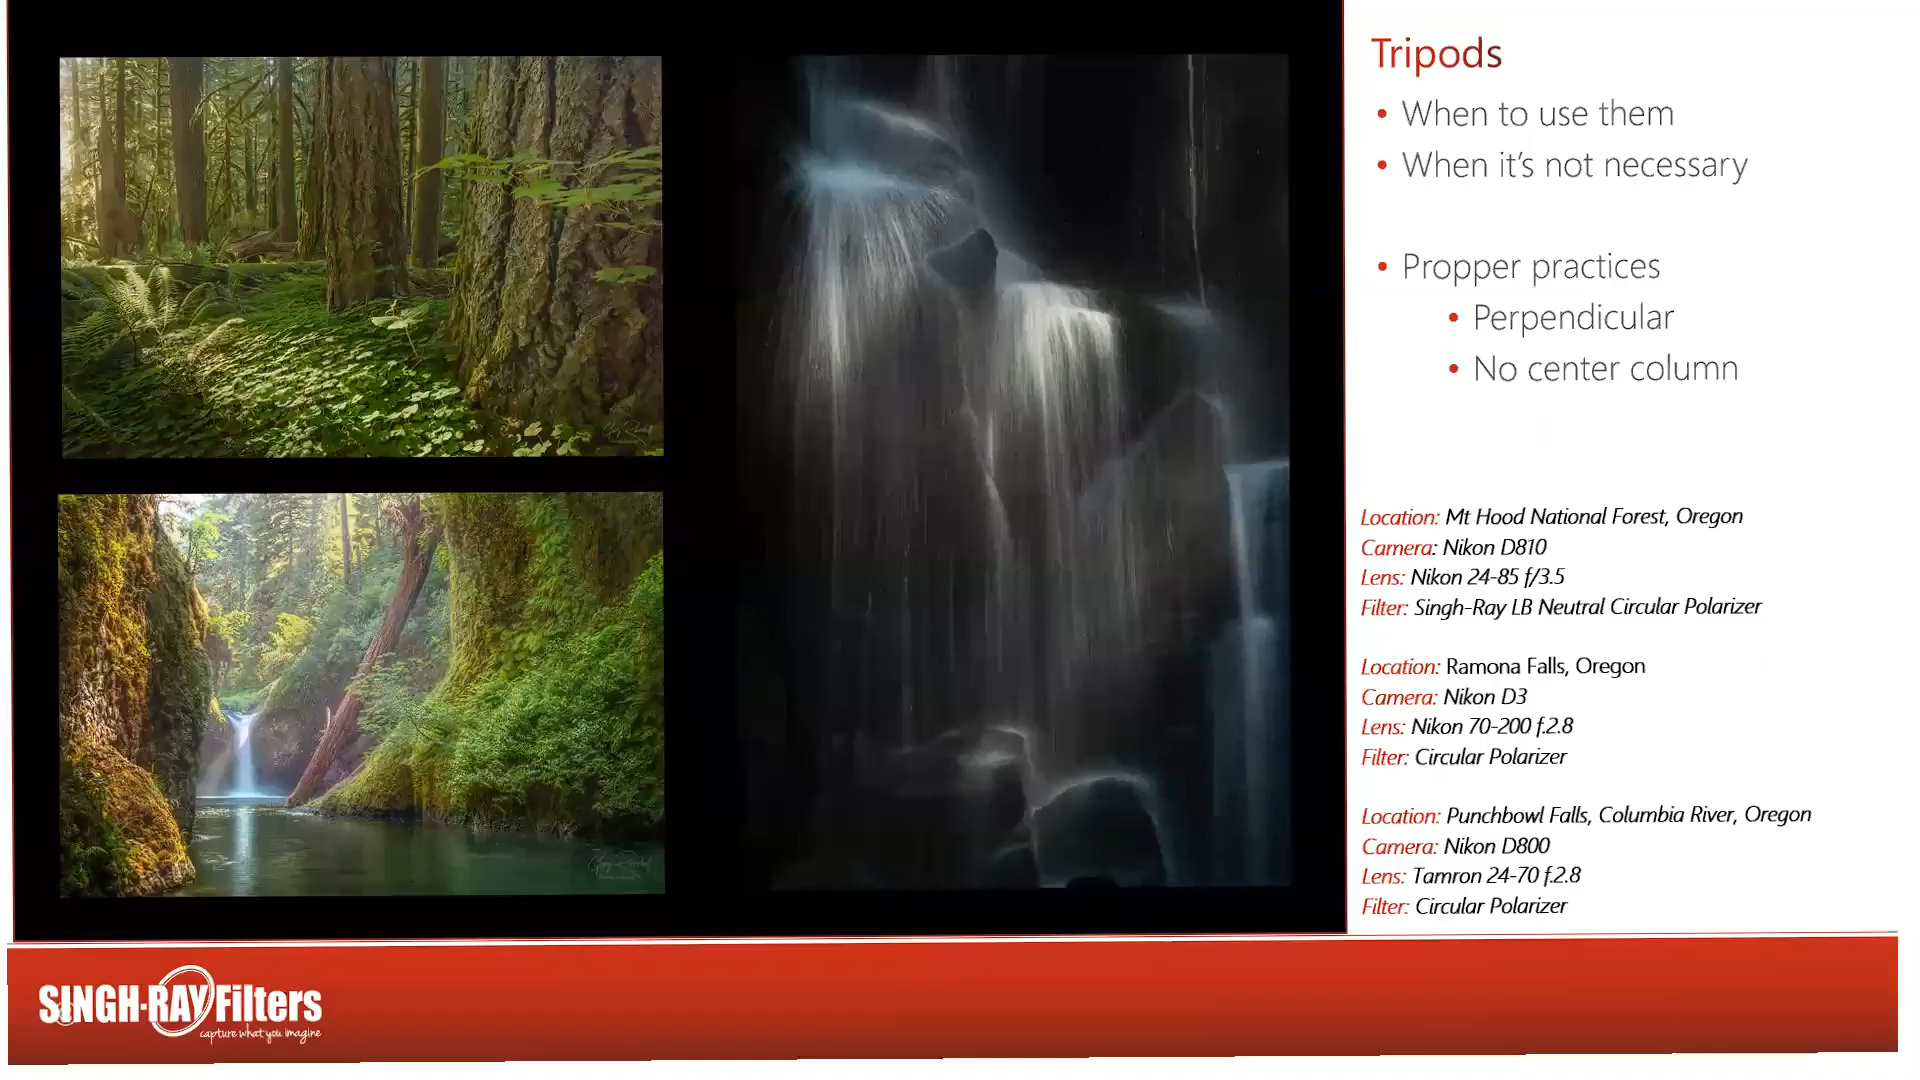 Tripods
• When to use them
• When it's not necessary
• Propper practices
• Perpendicular
• No center column
Location: Mt Hood National Forest, Oregon
Camera: Nikon D810
Lens: Nikon 24-85 f/3.5
Filter: Singh-Ray LB Neutral Circular Polarizer
Location: Ramona Falls, Oregon
Camera: Nikon D3
Lens: Nikon 70-200 f.2.8
Filter: Circular Polarizer
Location: Punchbowl Falls, Columbia River, Oregon
Camera: Nikon D800
Lens: Tamron 24-70 f.2.8
Filter: Circular Polarizer
SINGH-RAY Filters
capture what you imagine